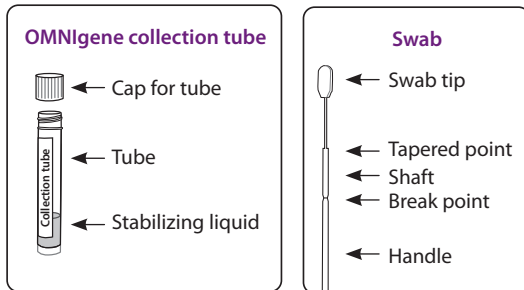 OMNIgene collection tube
Cap for tube
Collection tube
Tube
Stabilizing liquid
Swab
Swab tip
Tapered point
Shaft
Break point
Handle